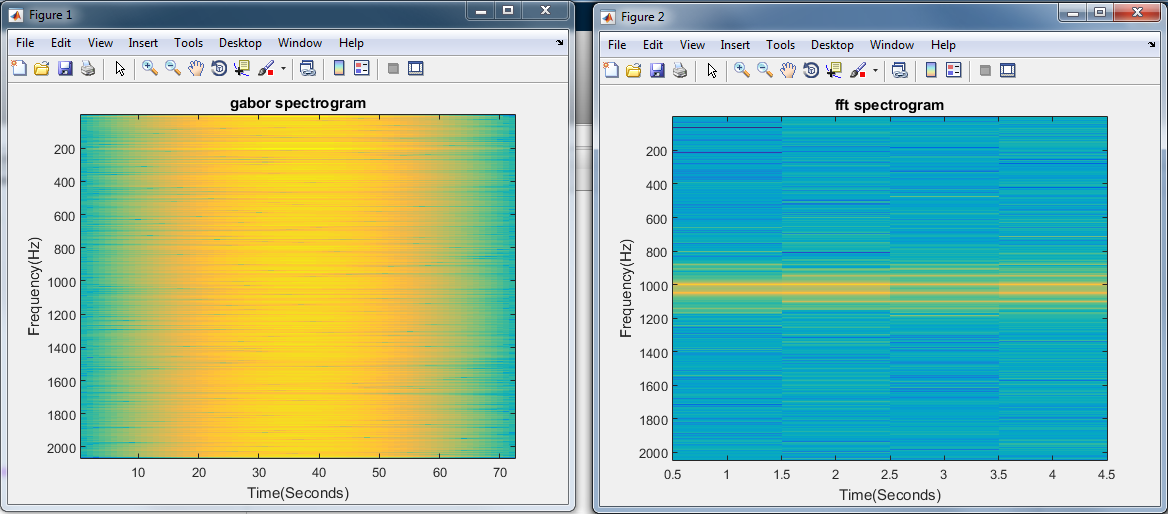 Figure 1
File Edit View Insert Tools Desktop Window Help
gabor spectrogram
Frequency(Hz)
200
400
600
800
1000
1200
1400
1600
1800
2000
10 20 30 40 50 60 70
Time(Seconds)
Figure 2
File Edit View Insert Tools Desktop Window Help
fft spectrogram
Frequency(Hz)
200
400
600
800
1000
1200
1400
1600
1800
2000
0.5 1 1.5 2 2.5 3 3.5 4 4.5
Time(Seconds)